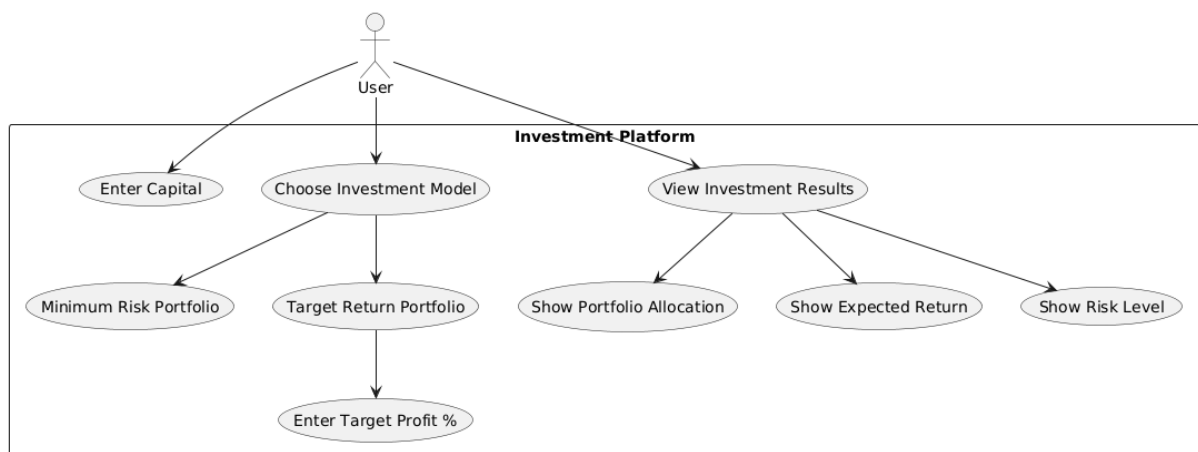 User
Investment Platform
Enter Capital
Choose Investment Model
View Investment Results
Minimum Risk Portfolio
Target Return Portfolio
Show Portfolio Allocation
Show Expected Return
Show Risk Level
Enter Target Profit %